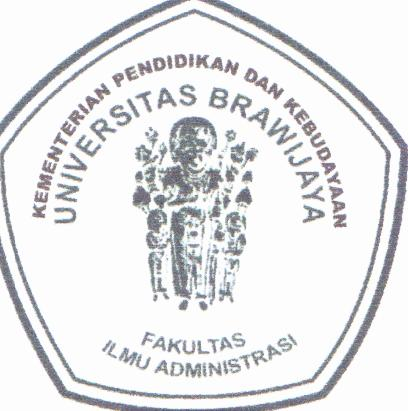 KEMENTERIAN PENDIDIKAN DAN KEBUDAYAAN
UNIVERSITAS BRAWIJAYA
FAKULTAS
ILMU ADMINISTRASI